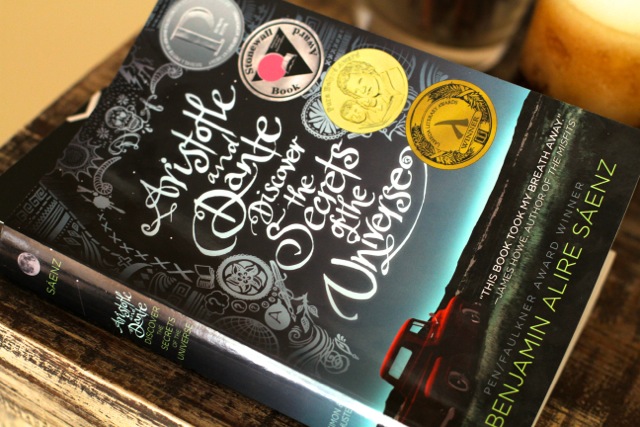 P
Stonewall
Book
Award
WINNER
Aristotle
and
Dante
Discover
the
Secrets
of the
Universe
"THIS BOOK TOOK MY BREATH AWAY."
–JAMES HOWE, AUTHOR OF THE MISFITS
PEN/FAULKNER AWARD WINNER
BENJAMIN ALIRE SÁENZ
SÁENZ
Aristotle
and
Dante
DISCOVER
THE
SECRETS
OF THE
UNIVERSE
A